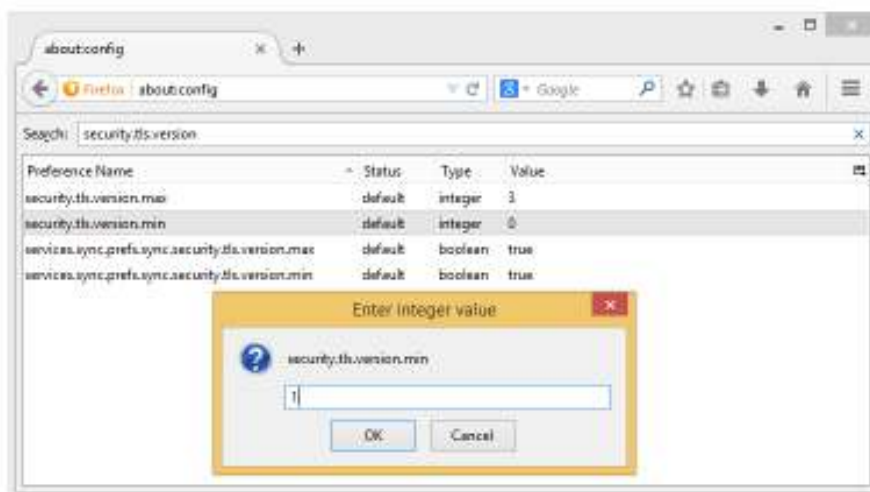 about:config
Firefox about:config Google
Search: security.tls.version
Preference Name Status Type Value
security.tls.version.max default integer 3
security.tls.version.min default integer 0
services.sync.prefs.sync.security.tls.version.max default boolean true
services.sync.prefs.sync.security.tls.version.min default boolean true
Enter integer value
security.tls.version.min
1
OK Cancel